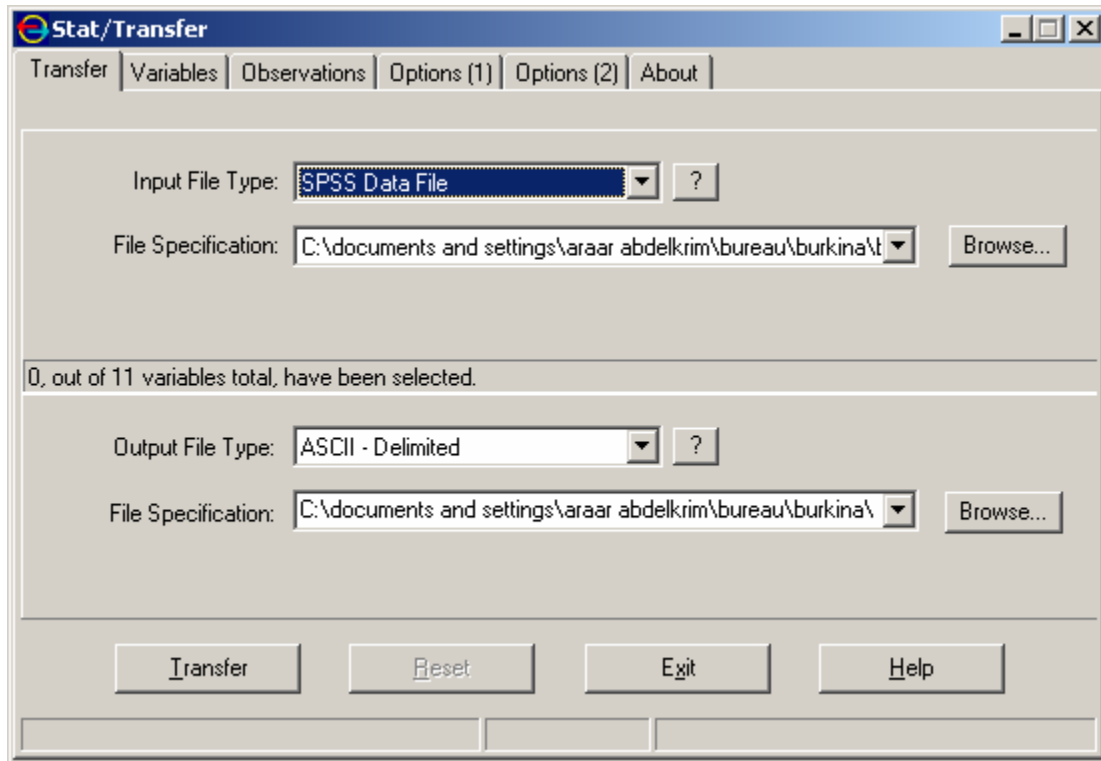 Stat/Transfer
Transfer Variables Observations Options (1) Options (2) About
Input File Type: SPSS Data File ?
File Specification: C:\documents and settings\araar abdelkrim\bureau\burkina\ Browse...
0, out of 11 variables total, have been selected.
Output File Type: ASCII - Delimited ?
File Specification: C:\documents and settings\araar abdelkrim\bureau\burkina\ Browse...
Transfer Reset Exit Help